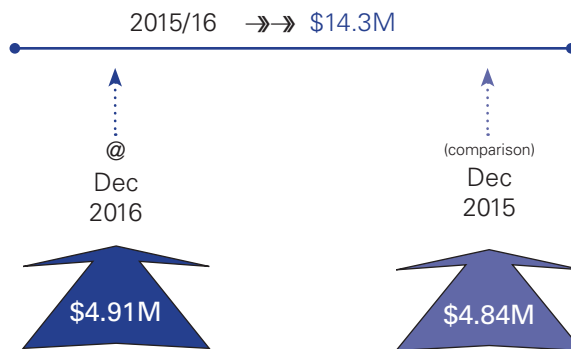 2015/16 $14.3M
@
Dec
2016
(comparison)
Dec
2015
$4.91M
$4.84M